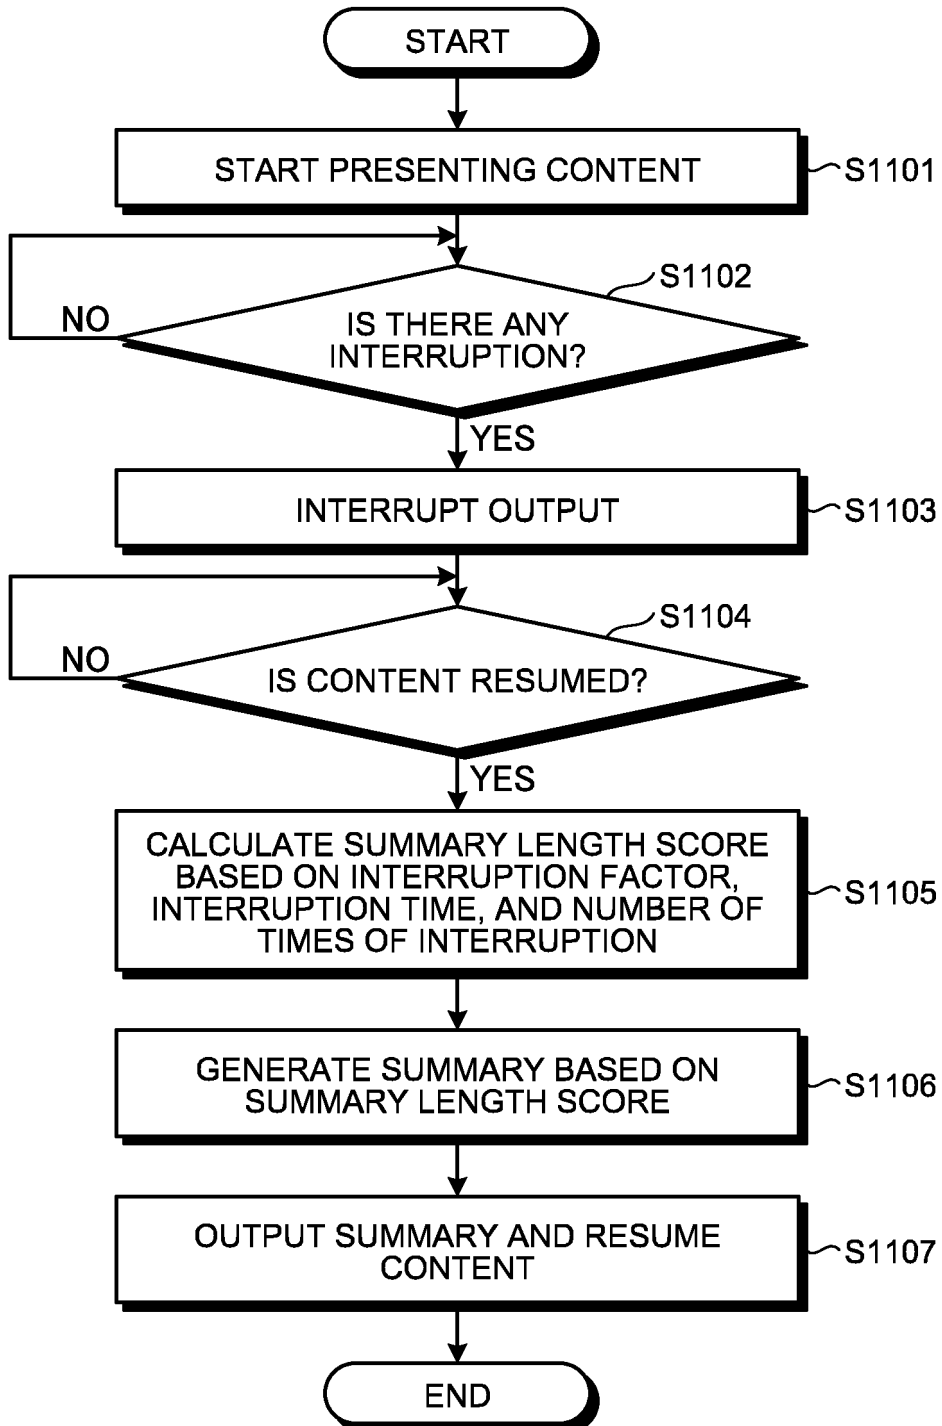 START
START PRESENTING CONTENT
S1101
S1102
NO
IS THERE ANY
INTERRUPTION?
YES
INTERRUPT OUTPUT
S1103
S1104
NO
IS CONTENT RESUMED?
YES
CALCULATE SUMMARY LENGTH SCORE
BASED ON INTERRUPTION FACTOR,
INTERRUPTION TIME, AND NUMBER OF
TIMES OF INTERRUPTION
S1105
GENERATE SUMMARY BASED ON
SUMMARY LENGTH SCORE
S1106
OUTPUT SUMMARY AND RESUME
CONTENT
S1107
END